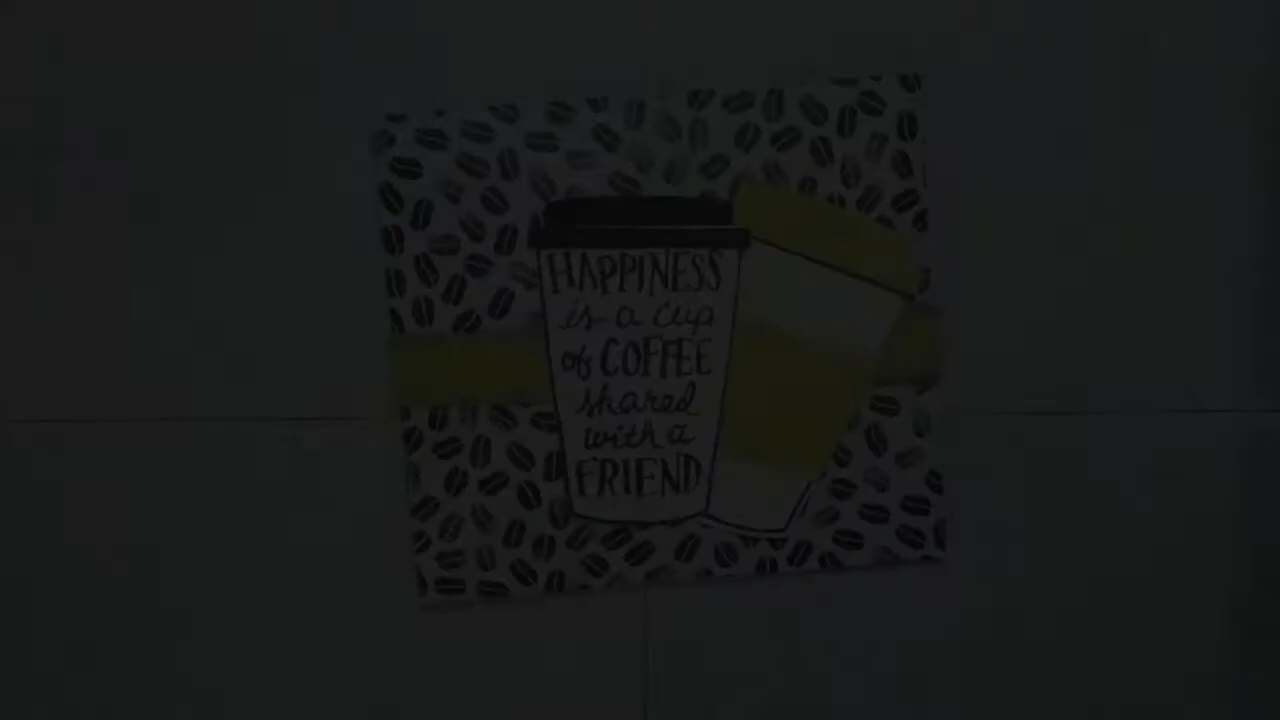 HAPPINESS
is a cup
of COFFEE
shared
with a
FRIEND